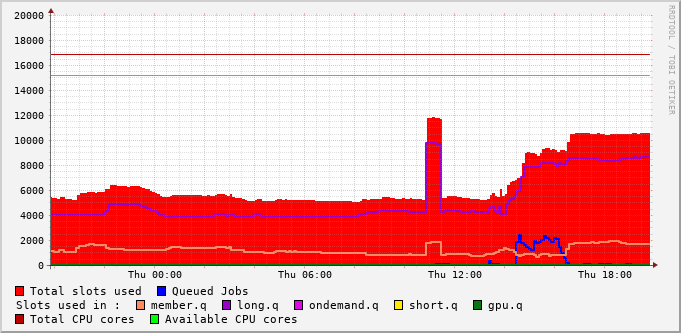 20000
18000
16000
14000
12000
10000
8000
6000
4000
2000
0
Thu 00:00 Thu 06:00 Thu 12:00 Thu 18:00
RRDTOOL / TOBI OETIKER
Total slots used Queued Jobs
Slots used in : member.q long.q ondemand.q short.q gpu.q
Total CPU cores Available CPU cores